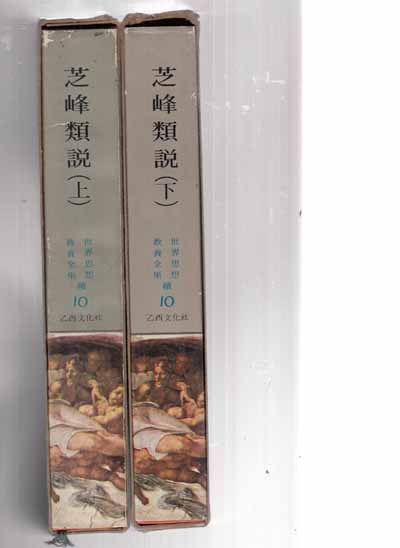 芝峰類説(上)
世界思想
教養全集
續
10
乙酉文化社
芝峰類説(下)
世界思想
教養全集
續
10
乙酉文化社